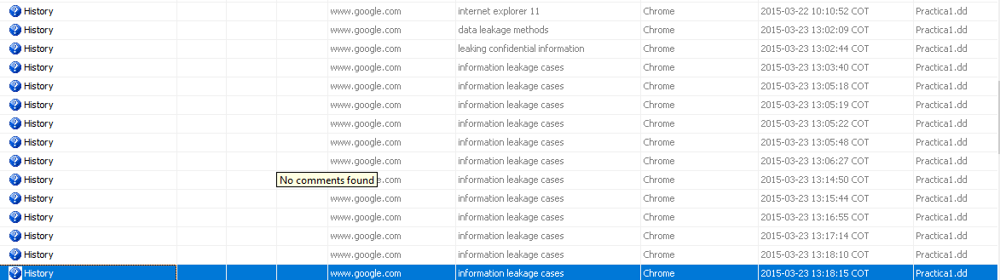 History www.google.com internet explorer 11 Chrome 2015-03-22 10:10:52 COT Practica1.dd
History www.google.com data leakage methods Chrome 2015-03-23 13:02:09 COT Practica1.dd
History www.google.com leaking confidential information Chrome 2015-03-23 13:02:44 COT Practica1.dd
History www.google.com information leakage cases Chrome 2015-03-23 13:03:40 COT Practica1.dd
History www.google.com information leakage cases Chrome 2015-03-23 13:05:18 COT Practica1.dd
History www.google.com information leakage cases Chrome 2015-03-23 13:05:19 COT Practica1.dd
History www.google.com information leakage cases Chrome 2015-03-23 13:05:22 COT Practica1.dd
History www.google.com information leakage cases Chrome 2015-03-23 13:05:48 COT Practica1.dd
History www.google.com information leakage cases Chrome 2015-03-23 13:06:27 COT Practica1.dd
History No comments found e.com information leakage cases Chrome 2015-03-23 13:14:50 COT Practica1.dd
History www.google.com information leakage cases Chrome 2015-03-23 13:15:44 COT Practica1.dd
History www.google.com information leakage cases Chrome 2015-03-23 13:16:55 COT Practica1.dd
History www.google.com information leakage cases Chrome 2015-03-23 13:17:14 COT Practica1.dd
History www.google.com information leakage cases Chrome 2015-03-23 13:18:10 COT Practica1.dd
History www.google.com information leakage cases Chrome 2015-03-23 13:18:15 COT Practica1.dd